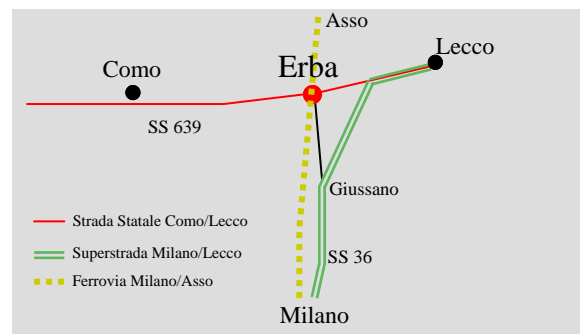 Asso
Lecco
Erba
Como
SS 639
Giussano
Strada Statale Como/Lecco
Superstrada Milano/Lecco
SS 36
Ferrovia Milano/Asso
Milano